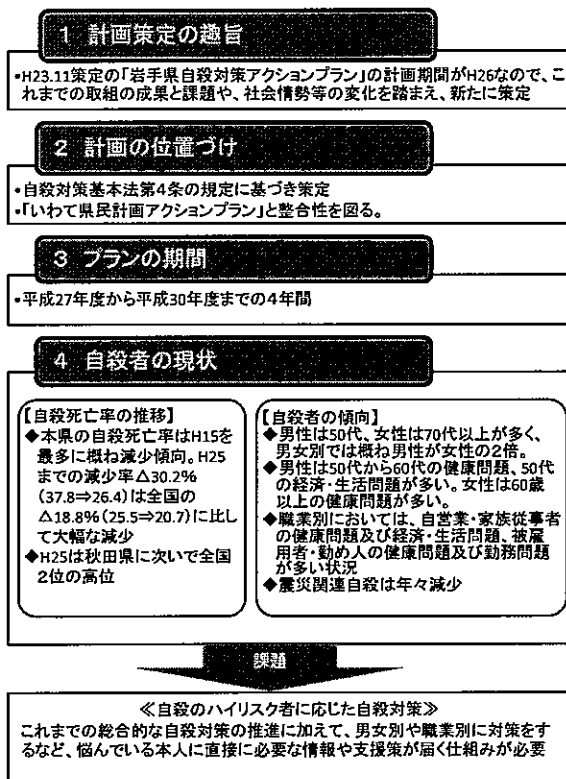 1 計画策定の趣旨
・H23.11策定の「岩手県自殺対策アクションプラン」の計画期間がH26なので、こ
れまでの取組の成果と課題や、社会情勢等の変化を踏まえ、新たに策定
2 計画の位置づけ
・自殺対策基本法第4条の規定に基づき策定
・「いわて県民計画アクションプラン」と整合性を図る。
3 プランの期間
・平成27年度から平成30年度までの4年間
4 自殺者の現状
【自殺死亡率の推移】
◆本県の自殺死亡率はH15を
最多に概ね減少傾向。H25
までの減少率△30.2%
(37.8⇒26.4)は全国の
△18.8%(25.5⇒20.7)に比し
て大幅な減少
◆H25は秋田県に次いで全国
2位の高位
【自殺者の傾向】
◆男性は50代、女性は70代以上が多く、
男女別では概ね男性が女性の2倍。
◆男性は50代から60代の健康問題、50代
の経済・生活問題が多い。女性は60歳
以上の健康問題が多い。
◆職業別においては、自営業・家族従事者
の健康問題及び経済・生活問題、被雇
用者・勤め人の健康問題及び勤務問題
が多い状況
◆震災関連自殺は年々減少
課題
≪自殺のハイリスク者に応じた自殺対策≫
これまでの総合的な自殺対策の推進に加えて、男女別や職業別に対策をす
るなど、悩んでいる本人に直接に必要な情報や支援策が届く仕組みが必要